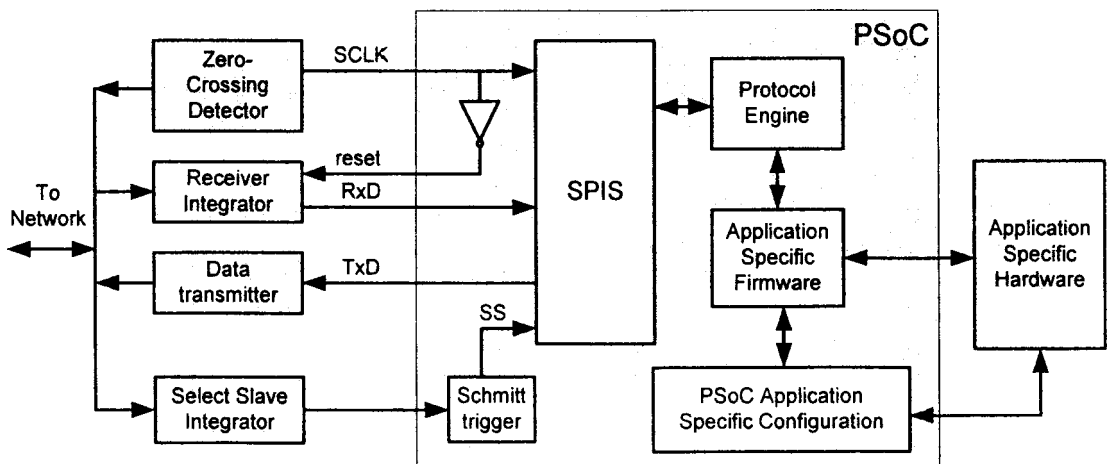 PSoC
Zero-
Crossing
Detector
SCLK
Protocol
Engine
reset
Receiver
Integrator
RxD
SPIS
To
Network
Application
Specific
Firmware
Application
Specific
Hardware
Data
transmitter
TxD
SS
Select Slave
Integrator
Schmitt
trigger
PSoC Application
Specific Configuration